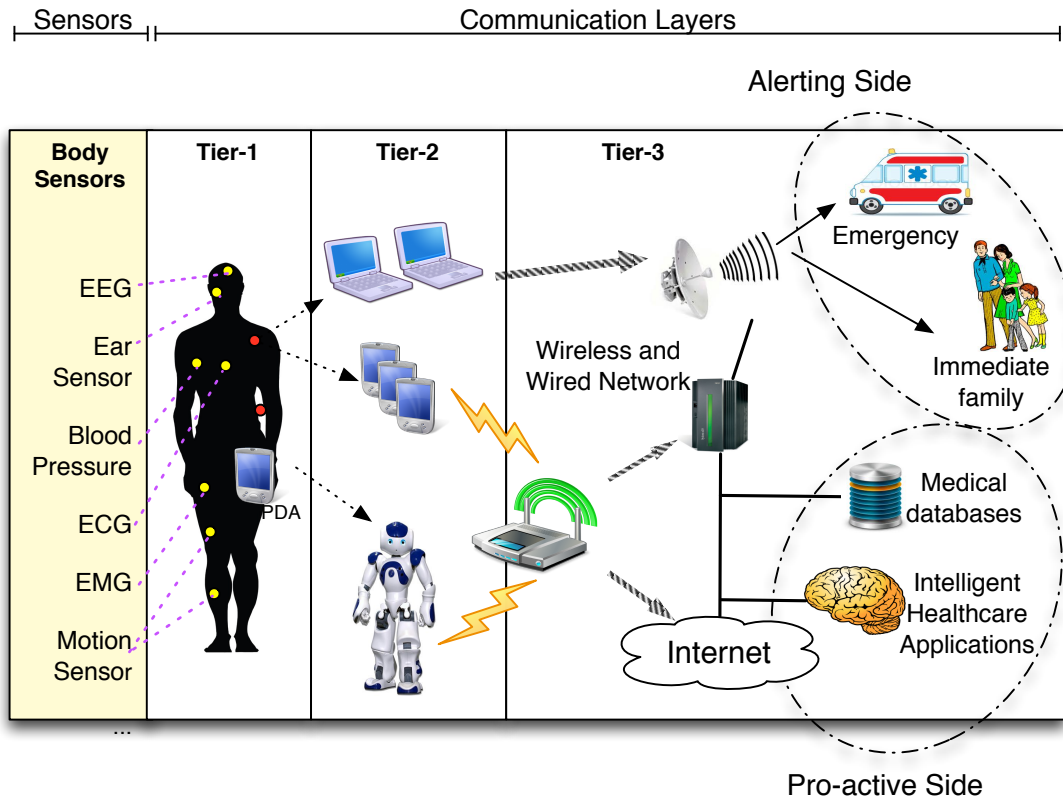 Sensors
Communication Layers
Alerting Side
Body
Sensors
Tier-1
Tier-2
Tier-3
EEG
Ear
Sensor
Blood
Pressure
ECG
EMG
Motion
Sensor
...
PDA
Wireless and
Wired Network
Internet
Emergency
Immediate
family
Medical
databases
Intelligent
Healthcare
Applications
Pro-active Side